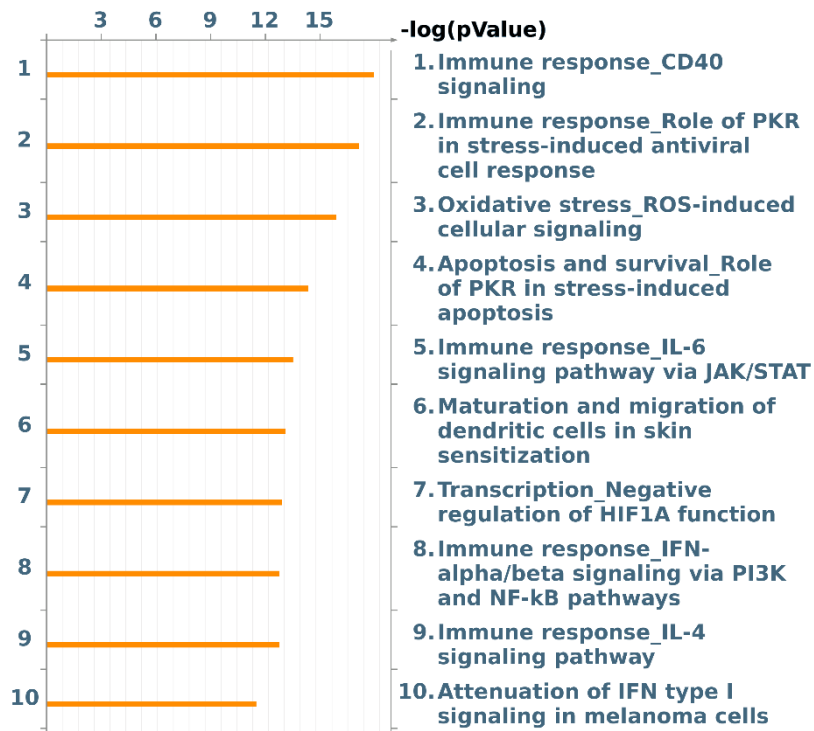 3 6 9 12 15
-log(pValue)
1
1. Immune response_CD40
signaling
2
2. Immune response_Role of PKR
in stress-induced antiviral
cell response
3
3. Oxidative stress_ROS-induced
cellular signaling
4
4. Apoptosis and survival_Role
of PKR in stress-induced
apoptosis
5
5. Immune response_IL-6
signaling pathway via JAK/STAT
6
6. Maturation and migration of
dendritic cells in skin
sensitization
7
7. Transcription_Negative
regulation of HIF1A function
8
8. Immune response_IFN-
alpha/beta signaling via PI3K
and NF-kB pathways
9
9. Immune response_IL-4
signaling pathway
10
10. Attenuation of IFN type I
signaling in melanoma cells